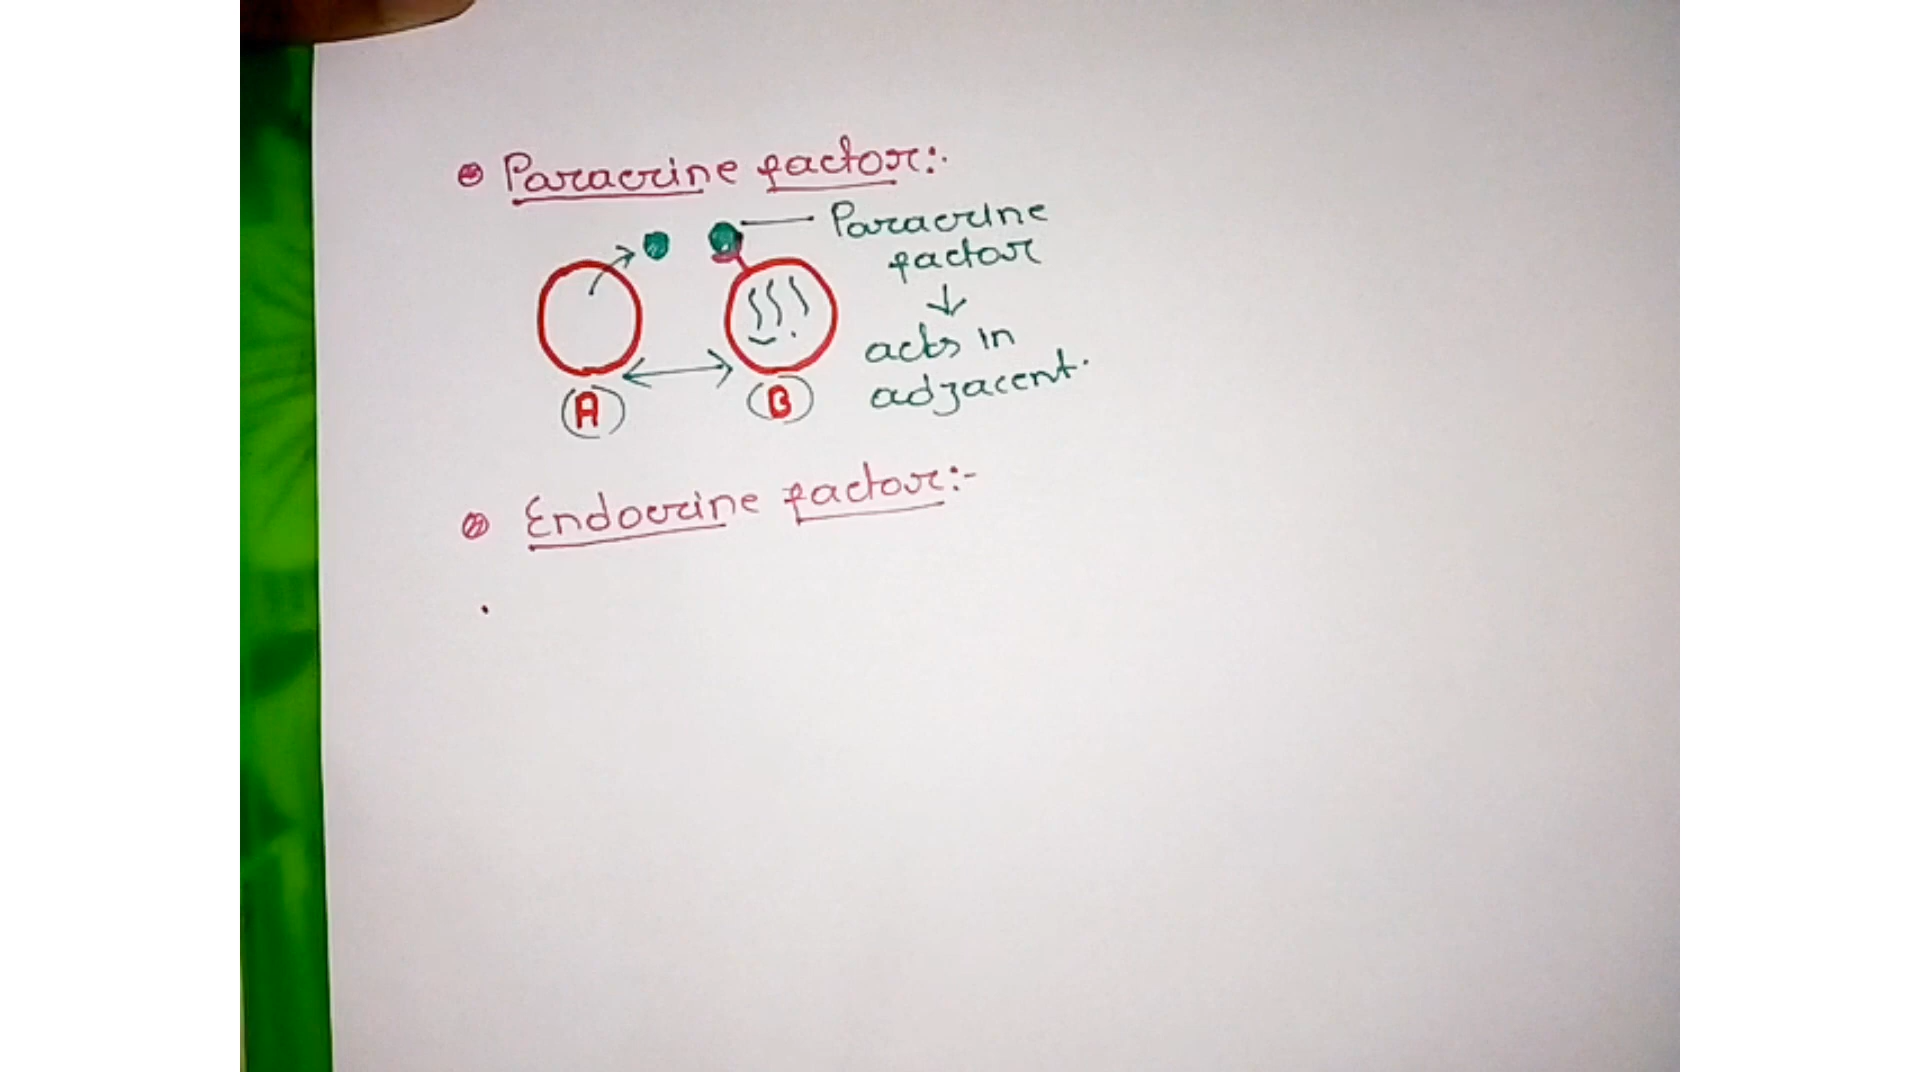 Paracrine factor:-
Paracrine
factor
acts in
adjacent.
A
B
Endocrine factor:-